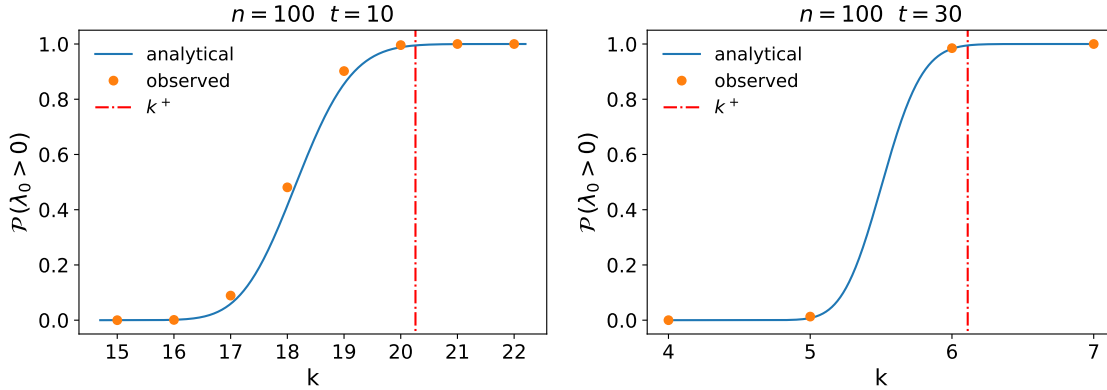 n = 100 t = 10
analytical
observed
k⁺
1.0
0.8
0.6
0.4
0.2
0.0
𝒫(λ₀ > 0)
15 16 17 18 19 20 21 22
k
n = 100 t = 30
analytical
observed
k⁺
1.0
0.8
0.6
0.4
0.2
0.0
𝒫(λ₀ > 0)
4 5 6 7
k